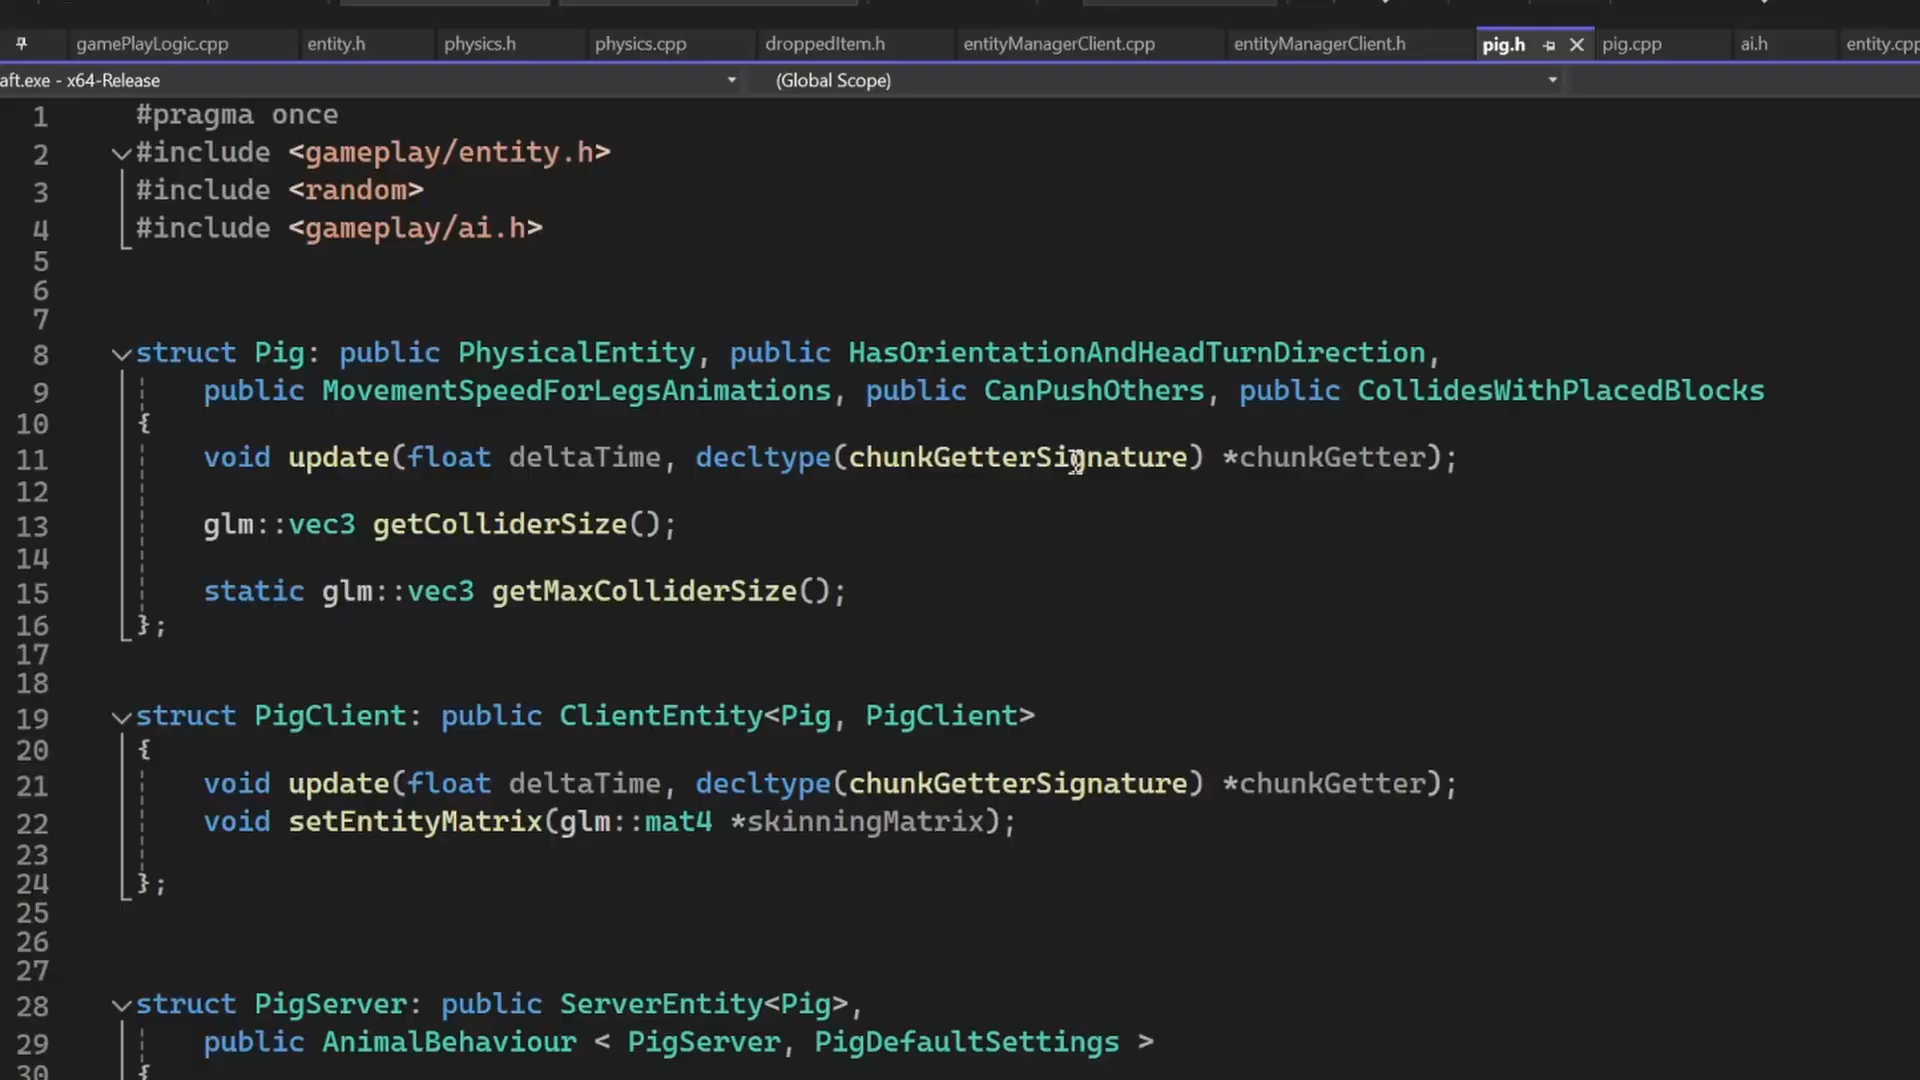 gamePlayLogic.cpp entity.h physics.h physics.cpp droppedItem.h entityManagerClient.cpp entityManagerClient.h pig.h pig.cpp ai.h entity.cpp
aft.exe - x64-Release (Global Scope)
1 #pragma once
2 #include <gameplay/entity.h>
3 #include <random>
4 #include <gameplay/ai.h>
5
6
7
8 struct Pig: public PhysicalEntity, public HasOrientationAndHeadTurnDirection,
9 public MovementSpeedForLegsAnimations, public CanPushOthers, public CollidesWithPlacedBlocks
10 {
11 void update(float deltaTime, decltype(chunkGetterSignature) *chunkGetter);
12
13 glm::vec3 getColliderSize();
14
15 static glm::vec3 getMaxColliderSize();
16 };
17
18
19 struct PigClient: public ClientEntity<Pig, PigClient>
20 {
21 void update(float deltaTime, decltype(chunkGetterSignature) *chunkGetter);
22 void setEntityMatrix(glm::mat4 *skinningMatrix);
23
24 };
25
26
27
28 struct PigServer: public ServerEntity<Pig>,
29 public AnimalBehaviour < PigServer, PigDefaultSettings >
30 {